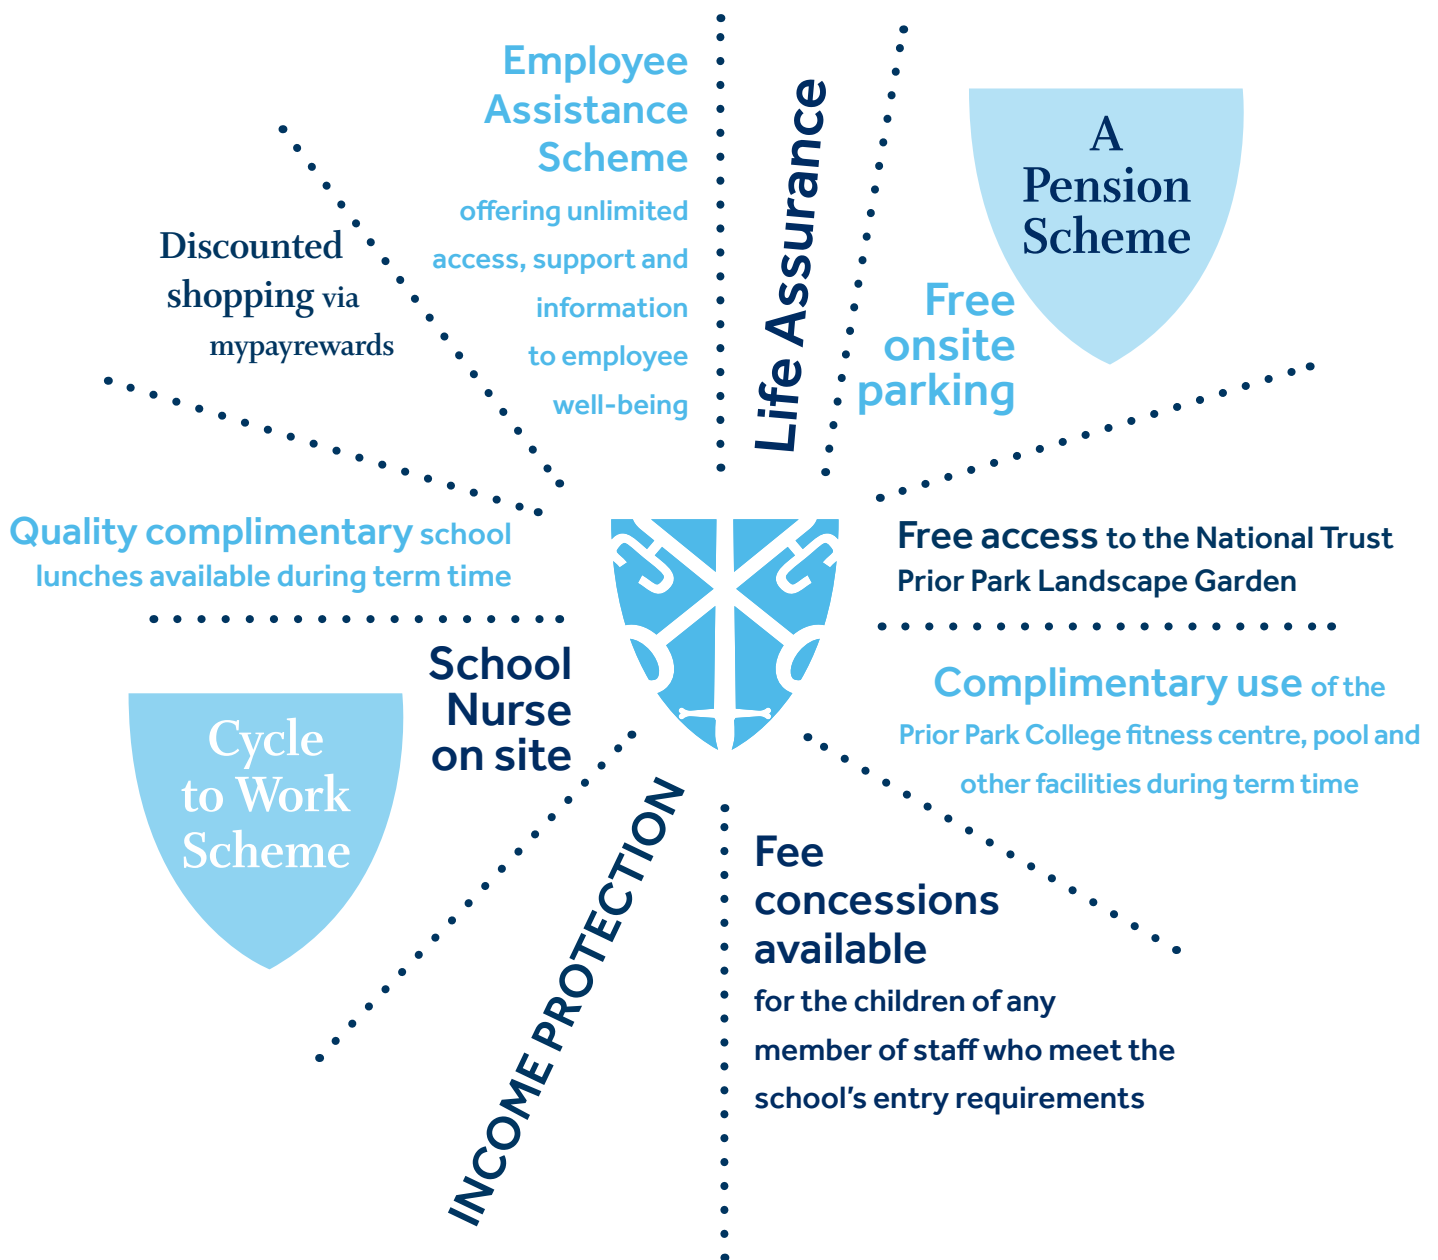 Employee
Assistance
Scheme
offering unlimited
access, support and
information
to employee
well-being
Life Assurance
A
Pension
Scheme
Free
onsite
parking
Discounted
shopping via
mypayrewards
Quality complimentary school
lunches available during term time
Free access to the National Trust
Prior Park Landscape Garden
School
Nurse
on site
Complimentary use of the
Prior Park College fitness centre, pool and
other facilities during term time
Cycle
to Work
Scheme
INCOME PROTECTION
Fee
concessions
available
for the children of any
member of staff who meet the
school’s entry requirements